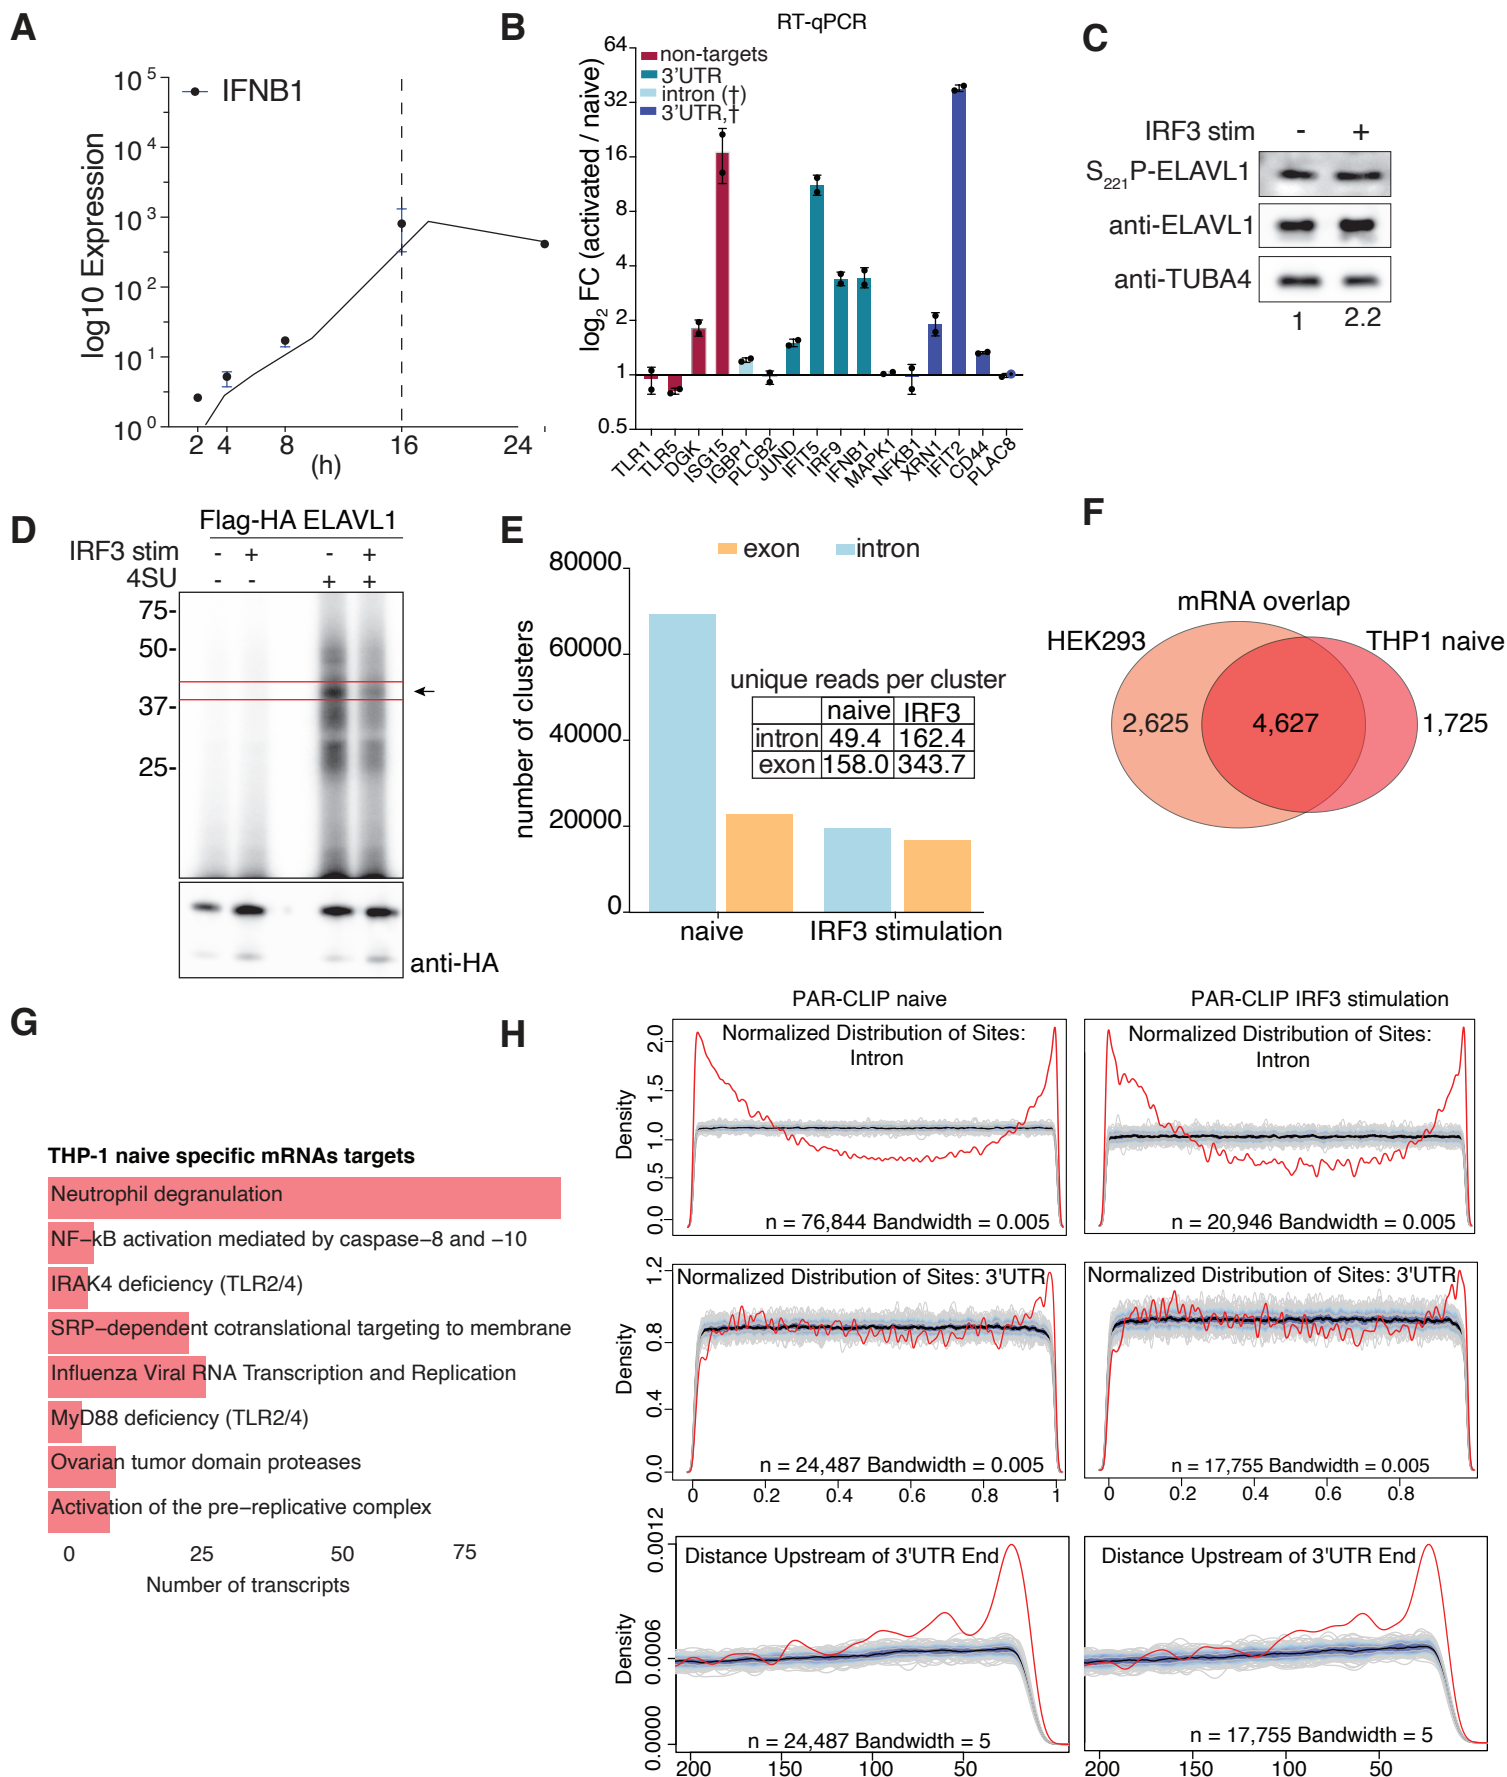 A
IFNB1
log10 Expression
10^5
10^4
10^3
10^2
10^1
10^0
2 4 8 16 24
(h)
B
RT-qPCR
log2 FC (activated / naive)
64
32
16
8
4
2
1
0.5
non-targets
3'UTR
intron (†)
3'UTR,†
TLR1
TLR5
DGK
ISG15
IGBP1
PLCB2
JUND
IFIT5
IRF9
IFNB1
MAPK1
NFKB1
XRN1
IFIT2
CD44
PLAC8
C
IRF3 stim - +
S221P-ELAVL1
anti-ELAVL1
anti-TUBA4
1 2.2
D
Flag-HA ELAVL1
IRF3 stim - + - +
4SU - - + +
75-
50-
37-
25-
anti-HA
E
exon intron
number of clusters
80000
60000
40000
20000
0
unique reads per cluster
naive IRF3
intron 49.4 162.4
exon 158.0 343.7
naive IRF3 stimulation
F
mRNA overlap
HEK293 THP1 naive
2,625 4,627 1,725
G
THP-1 naive specific mRNAs targets
Neutrophil degranulation
NF−kB activation mediated by caspase−8 and −10
IRAK4 deficiency (TLR2/4)
SRP−dependent cotranslational targeting to membrane
Influenza Viral RNA Transcription and Replication
MyD88 deficiency (TLR2/4)
Ovarian tumor domain proteases
Activation of the pre−replicative complex
0 25 50 75
Number of transcripts
H
PAR-CLIP naive
PAR-CLIP IRF3 stimulation
Normalized Distribution of Sites:
Intron
Density
2.0
1.5
1.0
0.5
0.0
n = 76,844 Bandwidth = 0.005
Normalized Distribution of Sites:
Intron
n = 20,946 Bandwidth = 0.005
Normalized Distribution of Sites: 3'UTR
Density
1.2
0.8
0.4
0.0
n = 24,487 Bandwidth = 0.005
0 0.2 0.4 0.6 0.8 1
Normalized Distribution of Sites: 3'UTR
n = 17,755 Bandwidth = 0.005
0 0.2 0.4 0.6 0.8
Distance Upstream of 3'UTR End
Density
0.0012
0.0006
0.0000
n = 24,487 Bandwidth = 5
200 150 100 50
Distance Upstream of 3'UTR End
n = 17,755 Bandwidth = 5
200 150 100 50